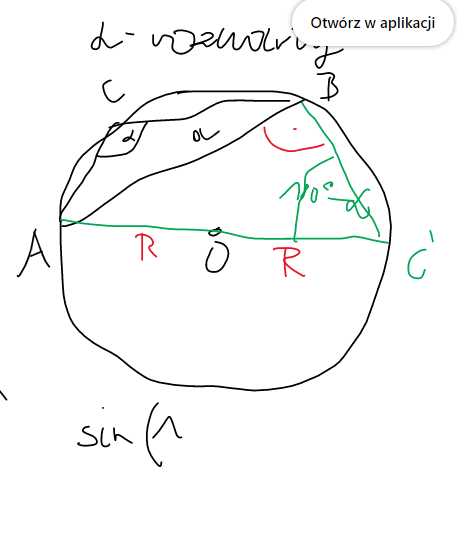 Otwórz w aplikacji
α - rozwarty
C
B
α
a
180° - α
A
R
O
R
C'
sin(1